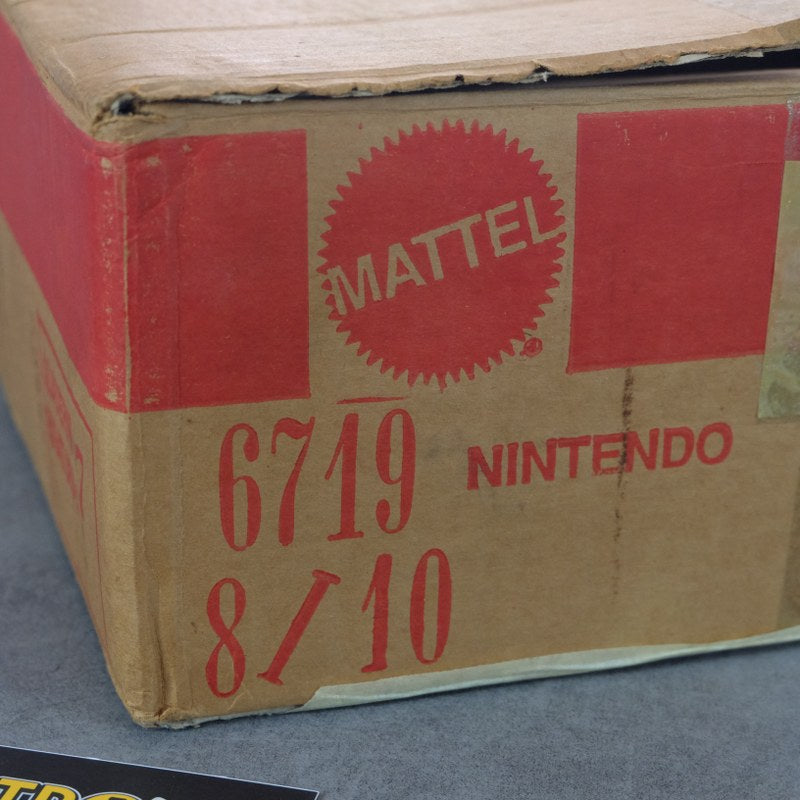 MATTEL
®
6719 NINTENDO
8/10